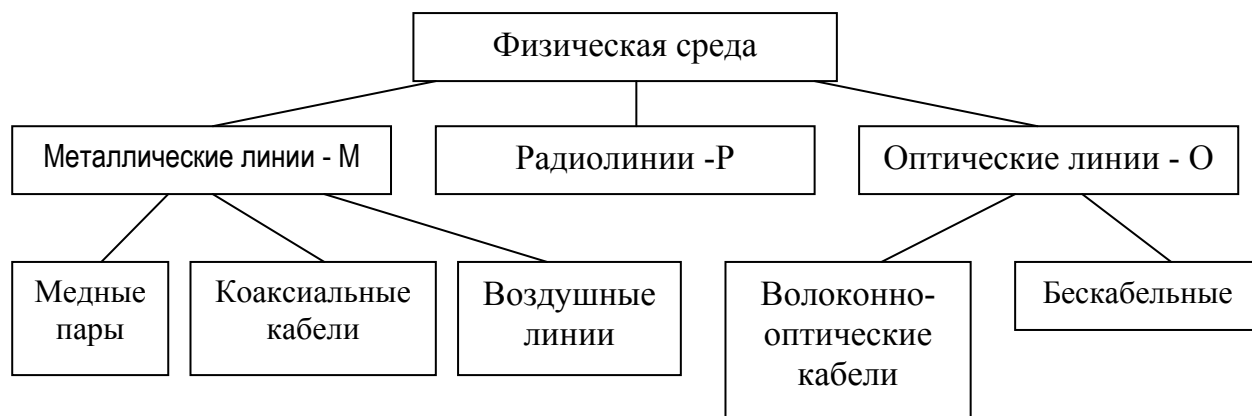 Физическая среда
Металлические линии - М
Радиолинии -Р
Оптические линии - О
Медные
пары
Коаксиальные
кабели
Воздушные
линии
Волоконно-
оптические
кабели
Бескабельные